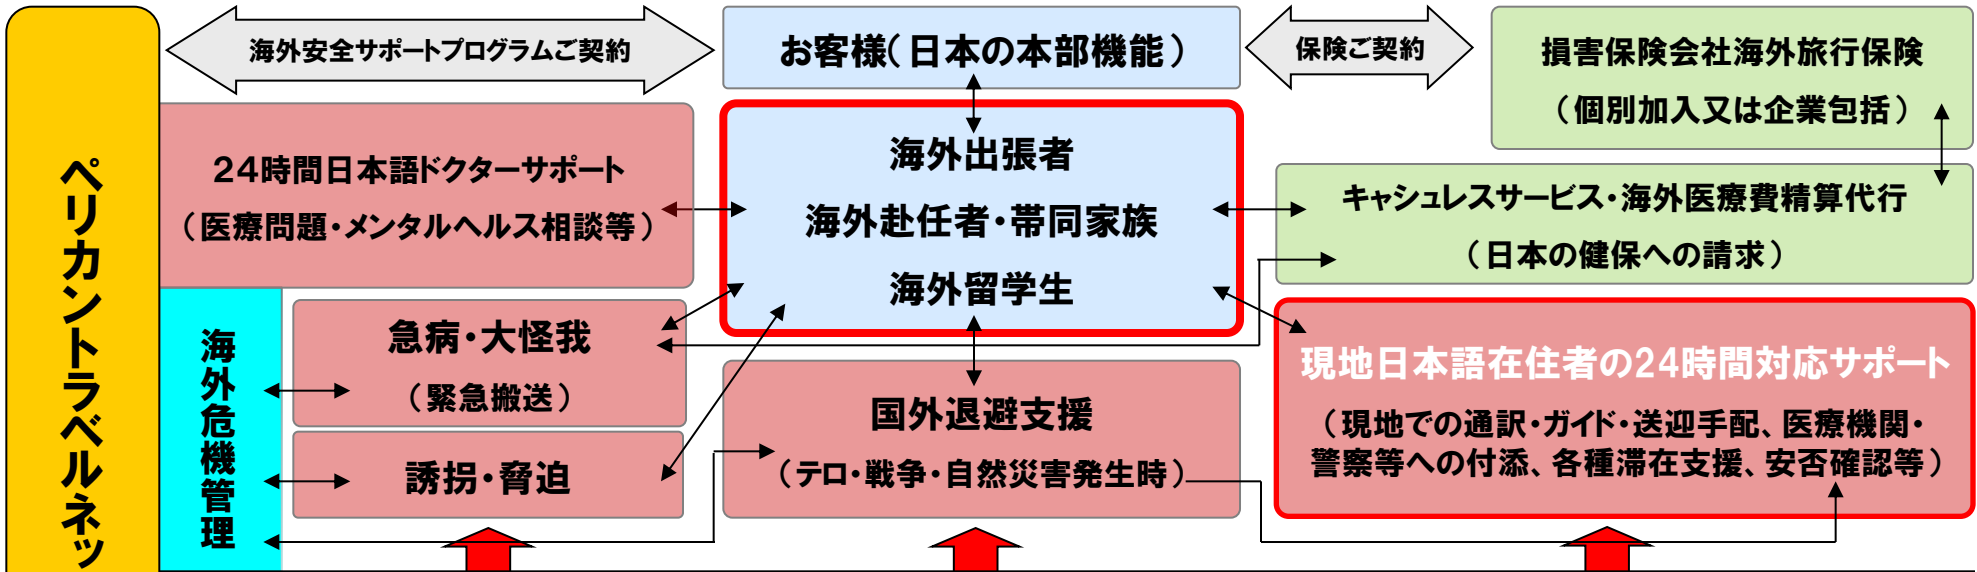 ペリカントラベルネッ
海外安全サポートプログラムご契約
お客様(日本の本部機能)
保険ご契約
損害保険会社海外旅行保険
(個別加入又は企業包括)
24時間日本語ドクターサポート
(医療問題・メンタルヘルス相談等)
海外出張者
海外赴任者・帯同家族
海外留学生
キャシュレスサービス・海外医療費精算代行
(日本の健保への請求)
海外危機管理
急病・大怪我
(緊急搬送)
誘拐・脅迫
国外退避支援
(テロ・戦争・自然災害発生時)
現地日本語在住者の24時間対応サポート
(現地での通訳・ガイド・送迎手配、医療機関・
警察等への付添、各種滞在支援、安否確認等)